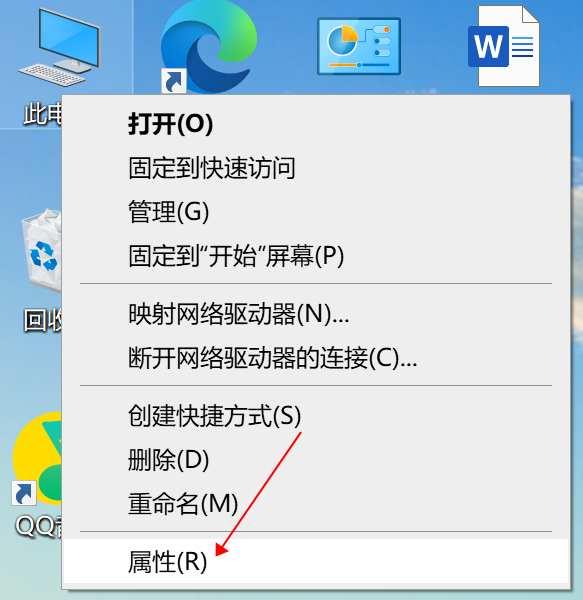 W
此
打开(O)
固定到快速访问
管理(G)
固定到“开始”屏幕(P)
回收
映射网络驱动器(N)...
断开网络驱动器的连接(C)...
创建快捷方式(S)
删除(D)
重命名(M)
QQ
属性(R)